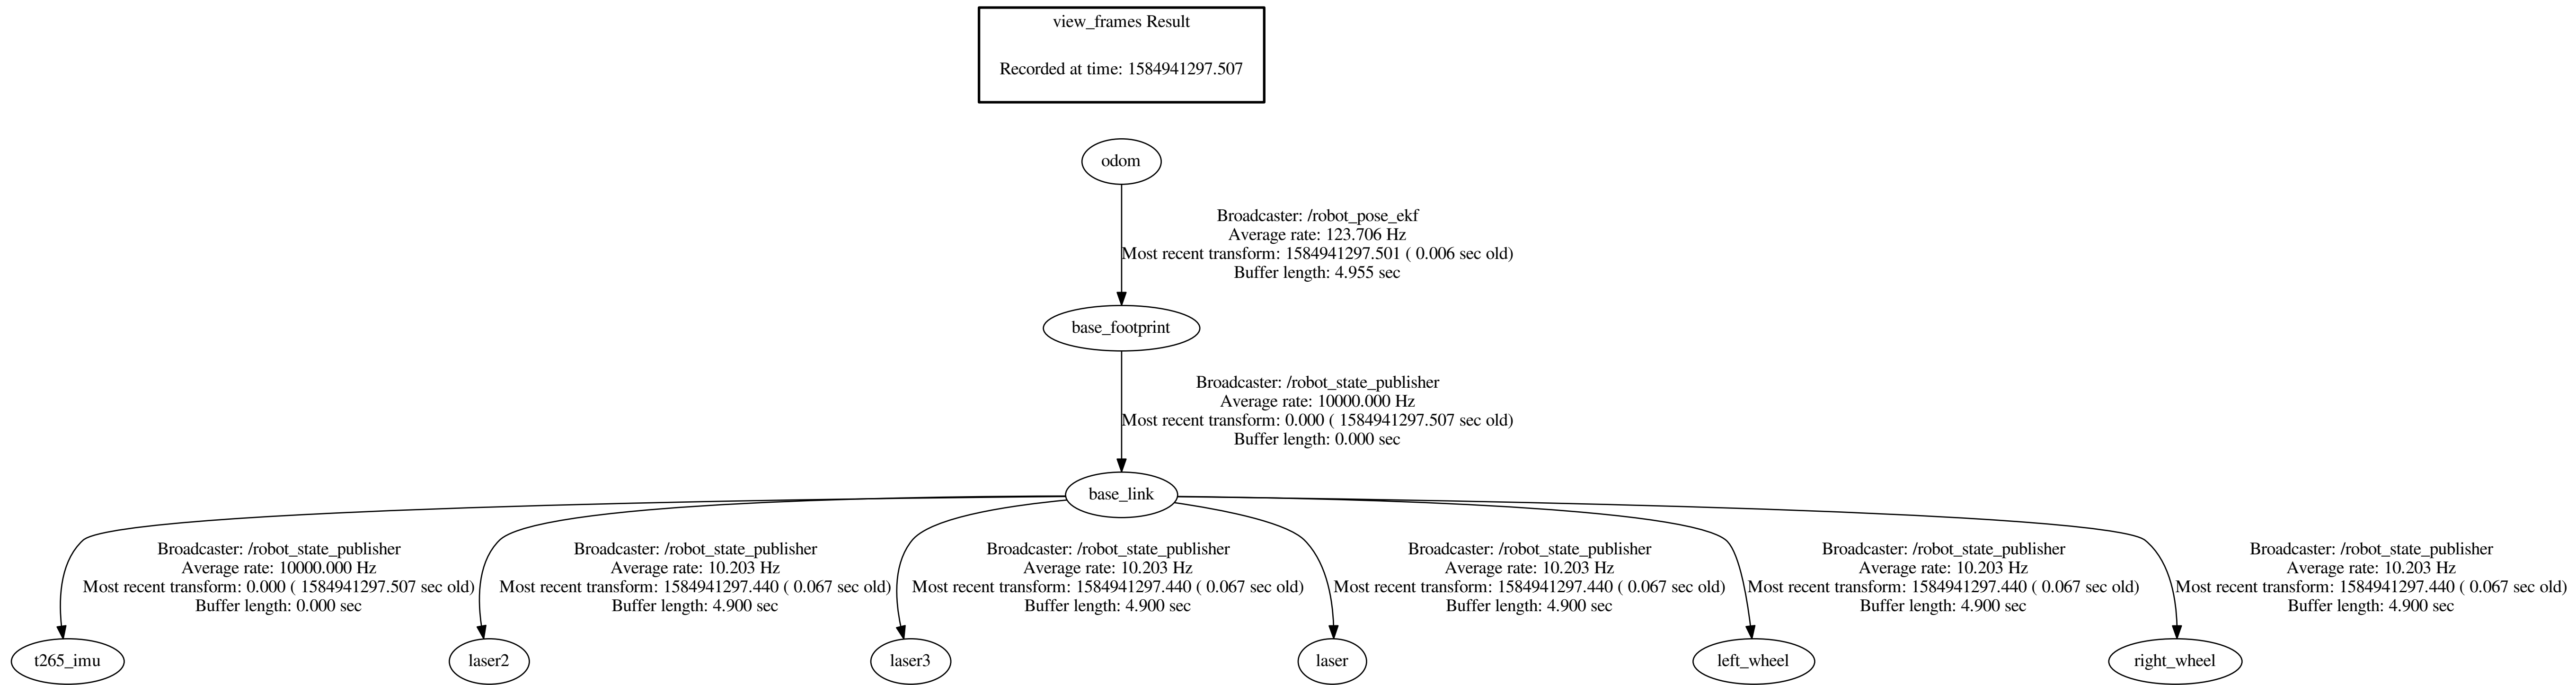 view_frames Result
Recorded at time: 1584941297.507
odom
Broadcaster: /robot_pose_ekf
Average rate: 123.706 Hz
Most recent transform: 1584941297.501 ( 0.006 sec old)
Buffer length: 4.955 sec
base_footprint
Broadcaster: /robot_state_publisher
Average rate: 10000.000 Hz
Most recent transform: 0.000 ( 1584941297.507 sec old)
Buffer length: 0.000 sec
base_link
Broadcaster: /robot_state_publisher
Average rate: 10000.000 Hz
Most recent transform: 0.000 ( 1584941297.507 sec old)
Buffer length: 0.000 sec
Broadcaster: /robot_state_publisher
Average rate: 10.203 Hz
Most recent transform: 1584941297.440 ( 0.067 sec old)
Buffer length: 4.900 sec
Broadcaster: /robot_state_publisher
Average rate: 10.203 Hz
Most recent transform: 1584941297.440 ( 0.067 sec old)
Buffer length: 4.900 sec
Broadcaster: /robot_state_publisher
Average rate: 10.203 Hz
Most recent transform: 1584941297.440 ( 0.067 sec old)
Buffer length: 4.900 sec
Broadcaster: /robot_state_publisher
Average rate: 10.203 Hz
Most recent transform: 1584941297.440 ( 0.067 sec old)
Buffer length: 4.900 sec
Broadcaster: /robot_state_publisher
Average rate: 10.203 Hz
Most recent transform: 1584941297.440 ( 0.067 sec old)
Buffer length: 4.900 sec
t265_imu
laser2
laser3
laser
left_wheel
right_wheel